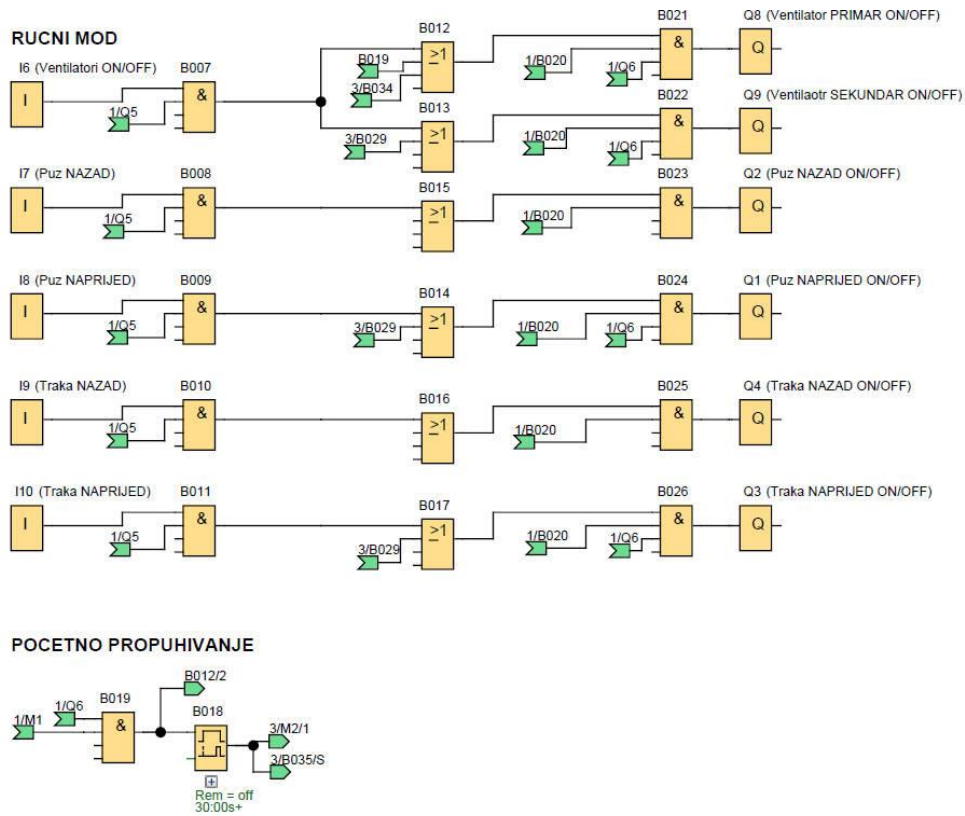 RUCNI MOD
I6 (Ventilatori ON/OFF)
B007
B012
B021
Q8 (Ventilator PRIMAR ON/OFF)
I
&
1/Q5
B019
3/B034
>1
1/B020
1/Q6
&
Q
B013
B022
Q9 (Ventilaotr SEKUNDAR ON/OFF)
3/B029
>1
1/B020
1/Q6
&
Q
I7 (Puz NAZAD)
B008
B015
B023
Q2 (Puz NAZAD ON/OFF)
I
1/Q5
&
>1
1/B020
&
Q
I8 (Puz NAPRIJED)
B009
B014
B024
Q1 (Puz NAPRIJED ON/OFF)
I
1/Q5
&
3/B029
>1
1/B020
1/Q6
&
Q
I9 (Traka NAZAD)
B010
B016
B025
Q4 (Traka NAZAD ON/OFF)
I
1/Q5
&
>1
1/B020
&
Q
I10 (Traka NAPRIJED)
B011
B017
B026
Q3 (Traka NAPRIJED ON/OFF)
I
1/Q5
&
3/B029
>1
1/B020
1/Q6
&
Q
POCETNO PROPUHIVANJE
B012/2
1/M1
1/Q6
B019
&
B018
3/M2/1
3/B035/S
Rem = off
30:00s+